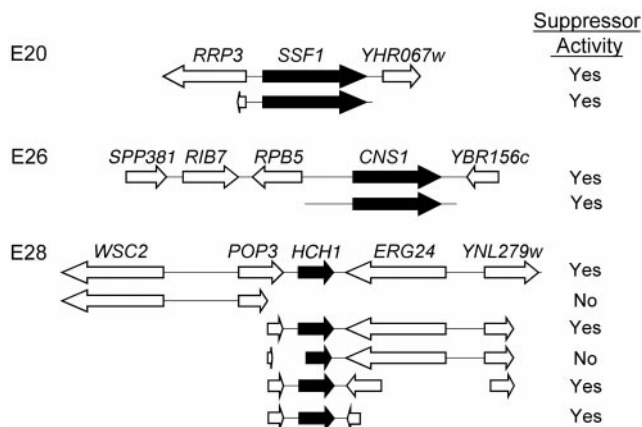 Suppressor
Activity
E20
RRP3 SSF1 YHR067w
Yes
Yes
E26
SPP381 RIB7 RPB5 CNS1 YBR156c
Yes
Yes
E28
WSC2 POP3 HCH1 ERG24 YNL279w
Yes
No
Yes
No
Yes
Yes